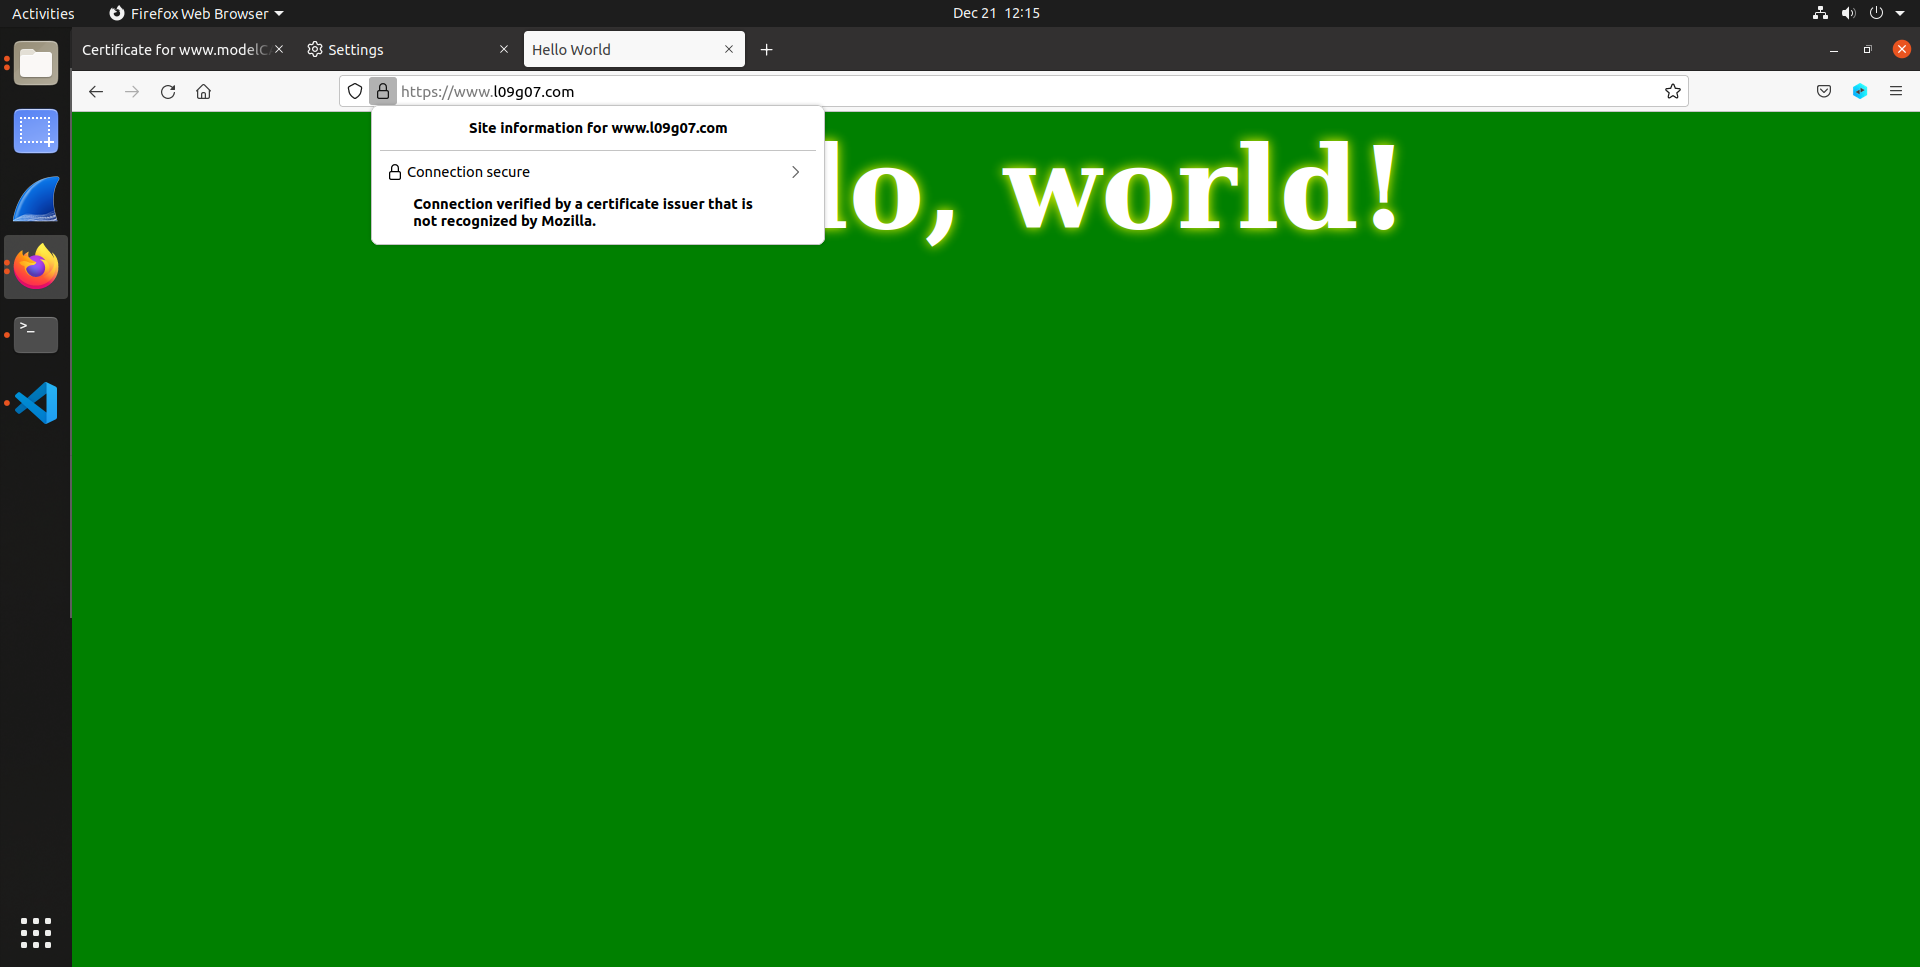 Activities
Firefox Web Browser
Dec 21 12:15
Certificate for www.modelCA
Settings
Hello World
https://www.l09g07.com
Site information for www.l09g07.com
Connection secure
Connection verified by a certificate issuer that is
not recognized by Mozilla.
lo, world!
>_